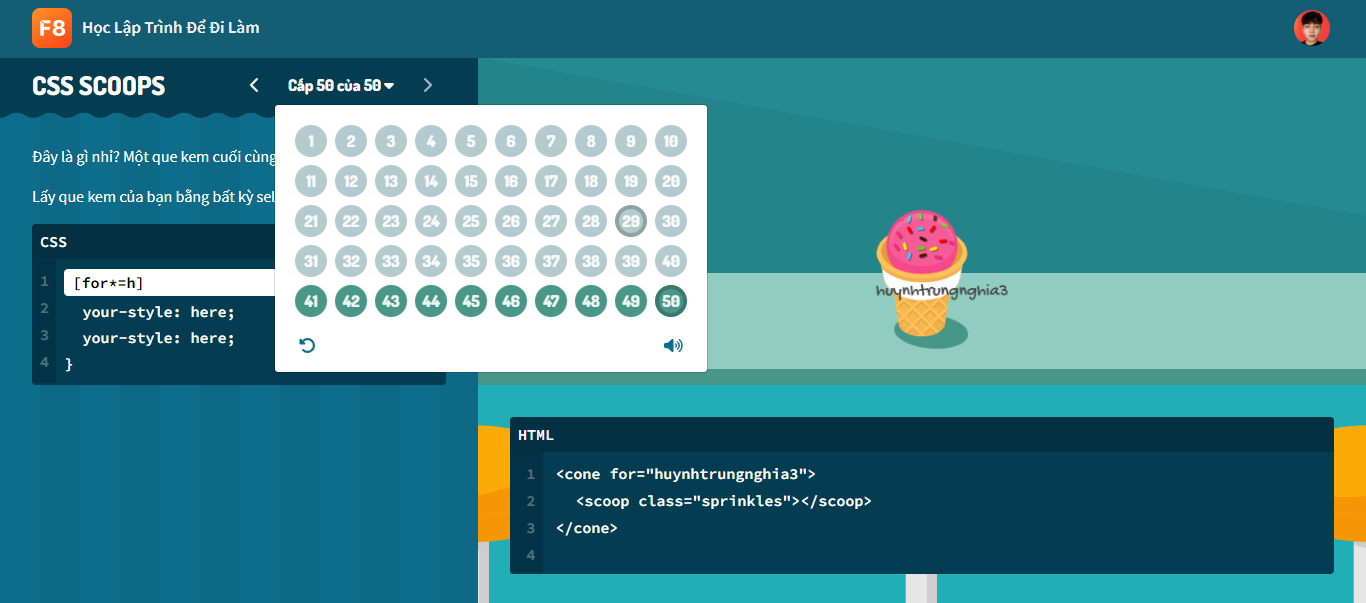 F8 Học Lập Trình Để Đi Làm
CSS SCOOPS
Cấp 50 của 50
1 2 3 4 5 6 7 8 9 10
11 12 13 14 15 16 17 18 19 20
21 22 23 24 25 26 27 28 29 30
31 32 33 34 35 36 37 38 39 40
41 42 43 44 45 46 47 48 49 50
Đây là gì nhỉ? Một que kem cuối cùng
Lấy que kem của bạn bằng bất kỳ sel
CSS
1 [for*=h]
2 your-style: here;
3 your-style: here;
4 }
huynhtrungnghia3
HTML
1 <cone for="huynhtrungnghia3">
2 <scoop class="sprinkles"></scoop>
3 </cone>
4